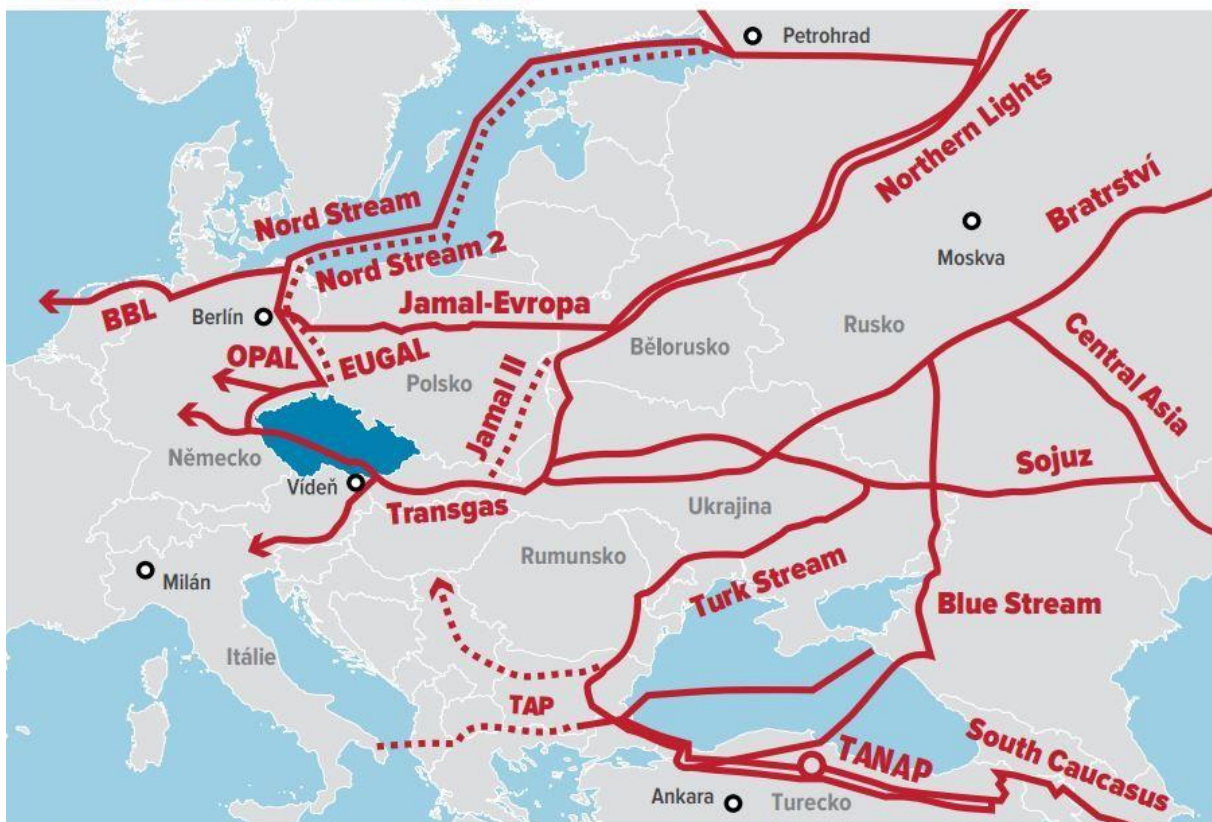 Petrohrad
Northern Lights
Bratrství
Moskva
Nord Stream
Nord Stream 2
BBL
Berlín
Jamal-Evropa
Rusko
Bělorusko
Central Asia
OPAL
EUGAL
Polsko
Jamal II
Německo
Vídeň
Sojuz
Transgas
Ukrajina
Rumunsko
Milán
Turk Stream
Blue Stream
Itálie
TAP
TANAP
South Caucasus
Ankara
Turecko